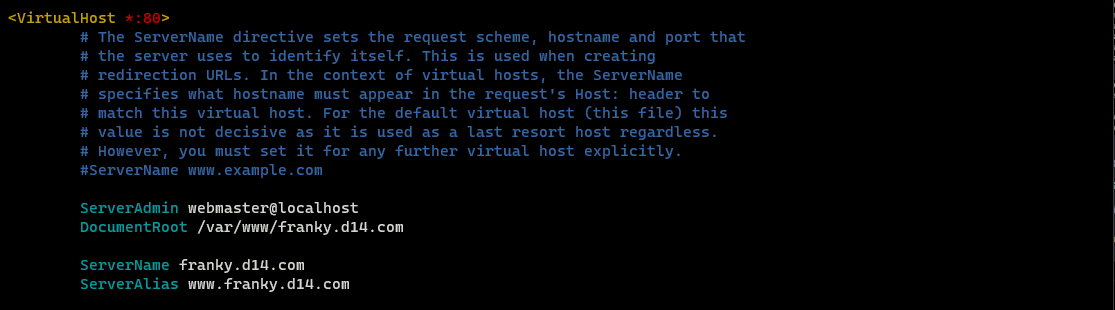 <VirtualHost *:80>
# The ServerName directive sets the request scheme, hostname and port that
# the server uses to identify itself. This is used when creating
# redirection URLs. In the context of virtual hosts, the ServerName
# specifies what hostname must appear in the request's Host: header to
# match this virtual host. For the default virtual host (this file) this
# value is not decisive as it is used as a last resort host regardless.
# However, you must set it for any further virtual host explicitly.
#ServerName www.example.com
ServerAdmin webmaster@localhost
DocumentRoot /var/www/franky.d14.com
ServerName franky.d14.com
ServerAlias www.franky.d14.com